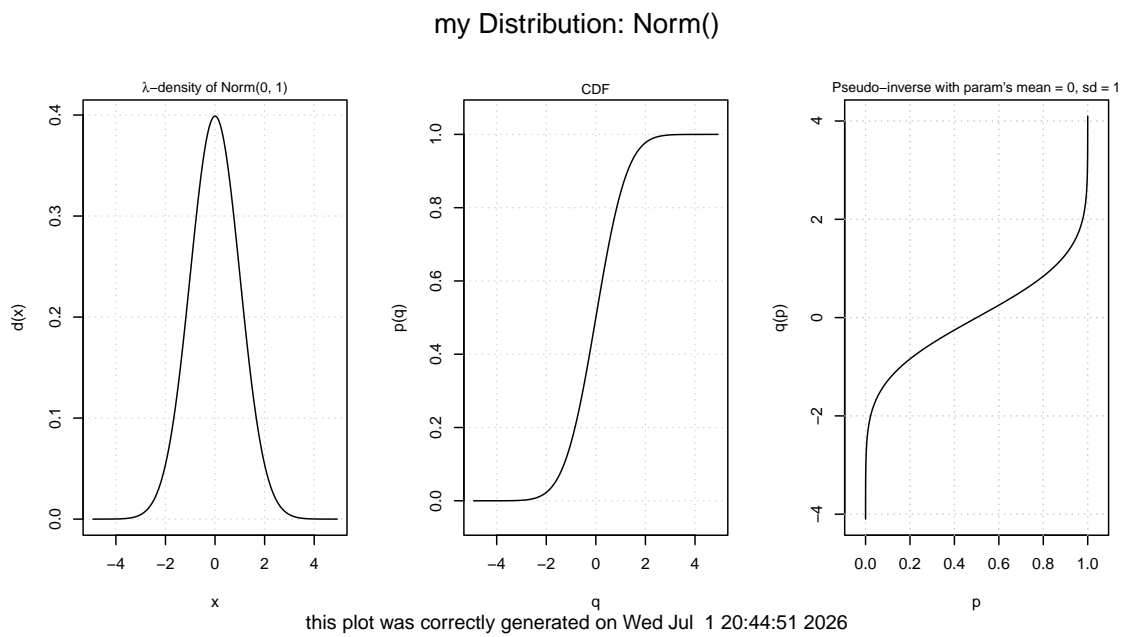 my Distribution: Norm()
λ−density of Norm(0, 1)
CDF
Pseudo−inverse with param's mean = 0, sd = 1
d(x)
0.0 0.1 0.2 0.3 0.4
−4 −2 0 2 4
x
p(q)
0.0 0.2 0.4 0.6 0.8 1.0
−4 −2 0 2 4
q
q(p)
−4 −2 0 2 4
0.0 0.2 0.4 0.6 0.8 1.0
p
this plot was correctly generated on Wed Jul  1 20:44:51 2026